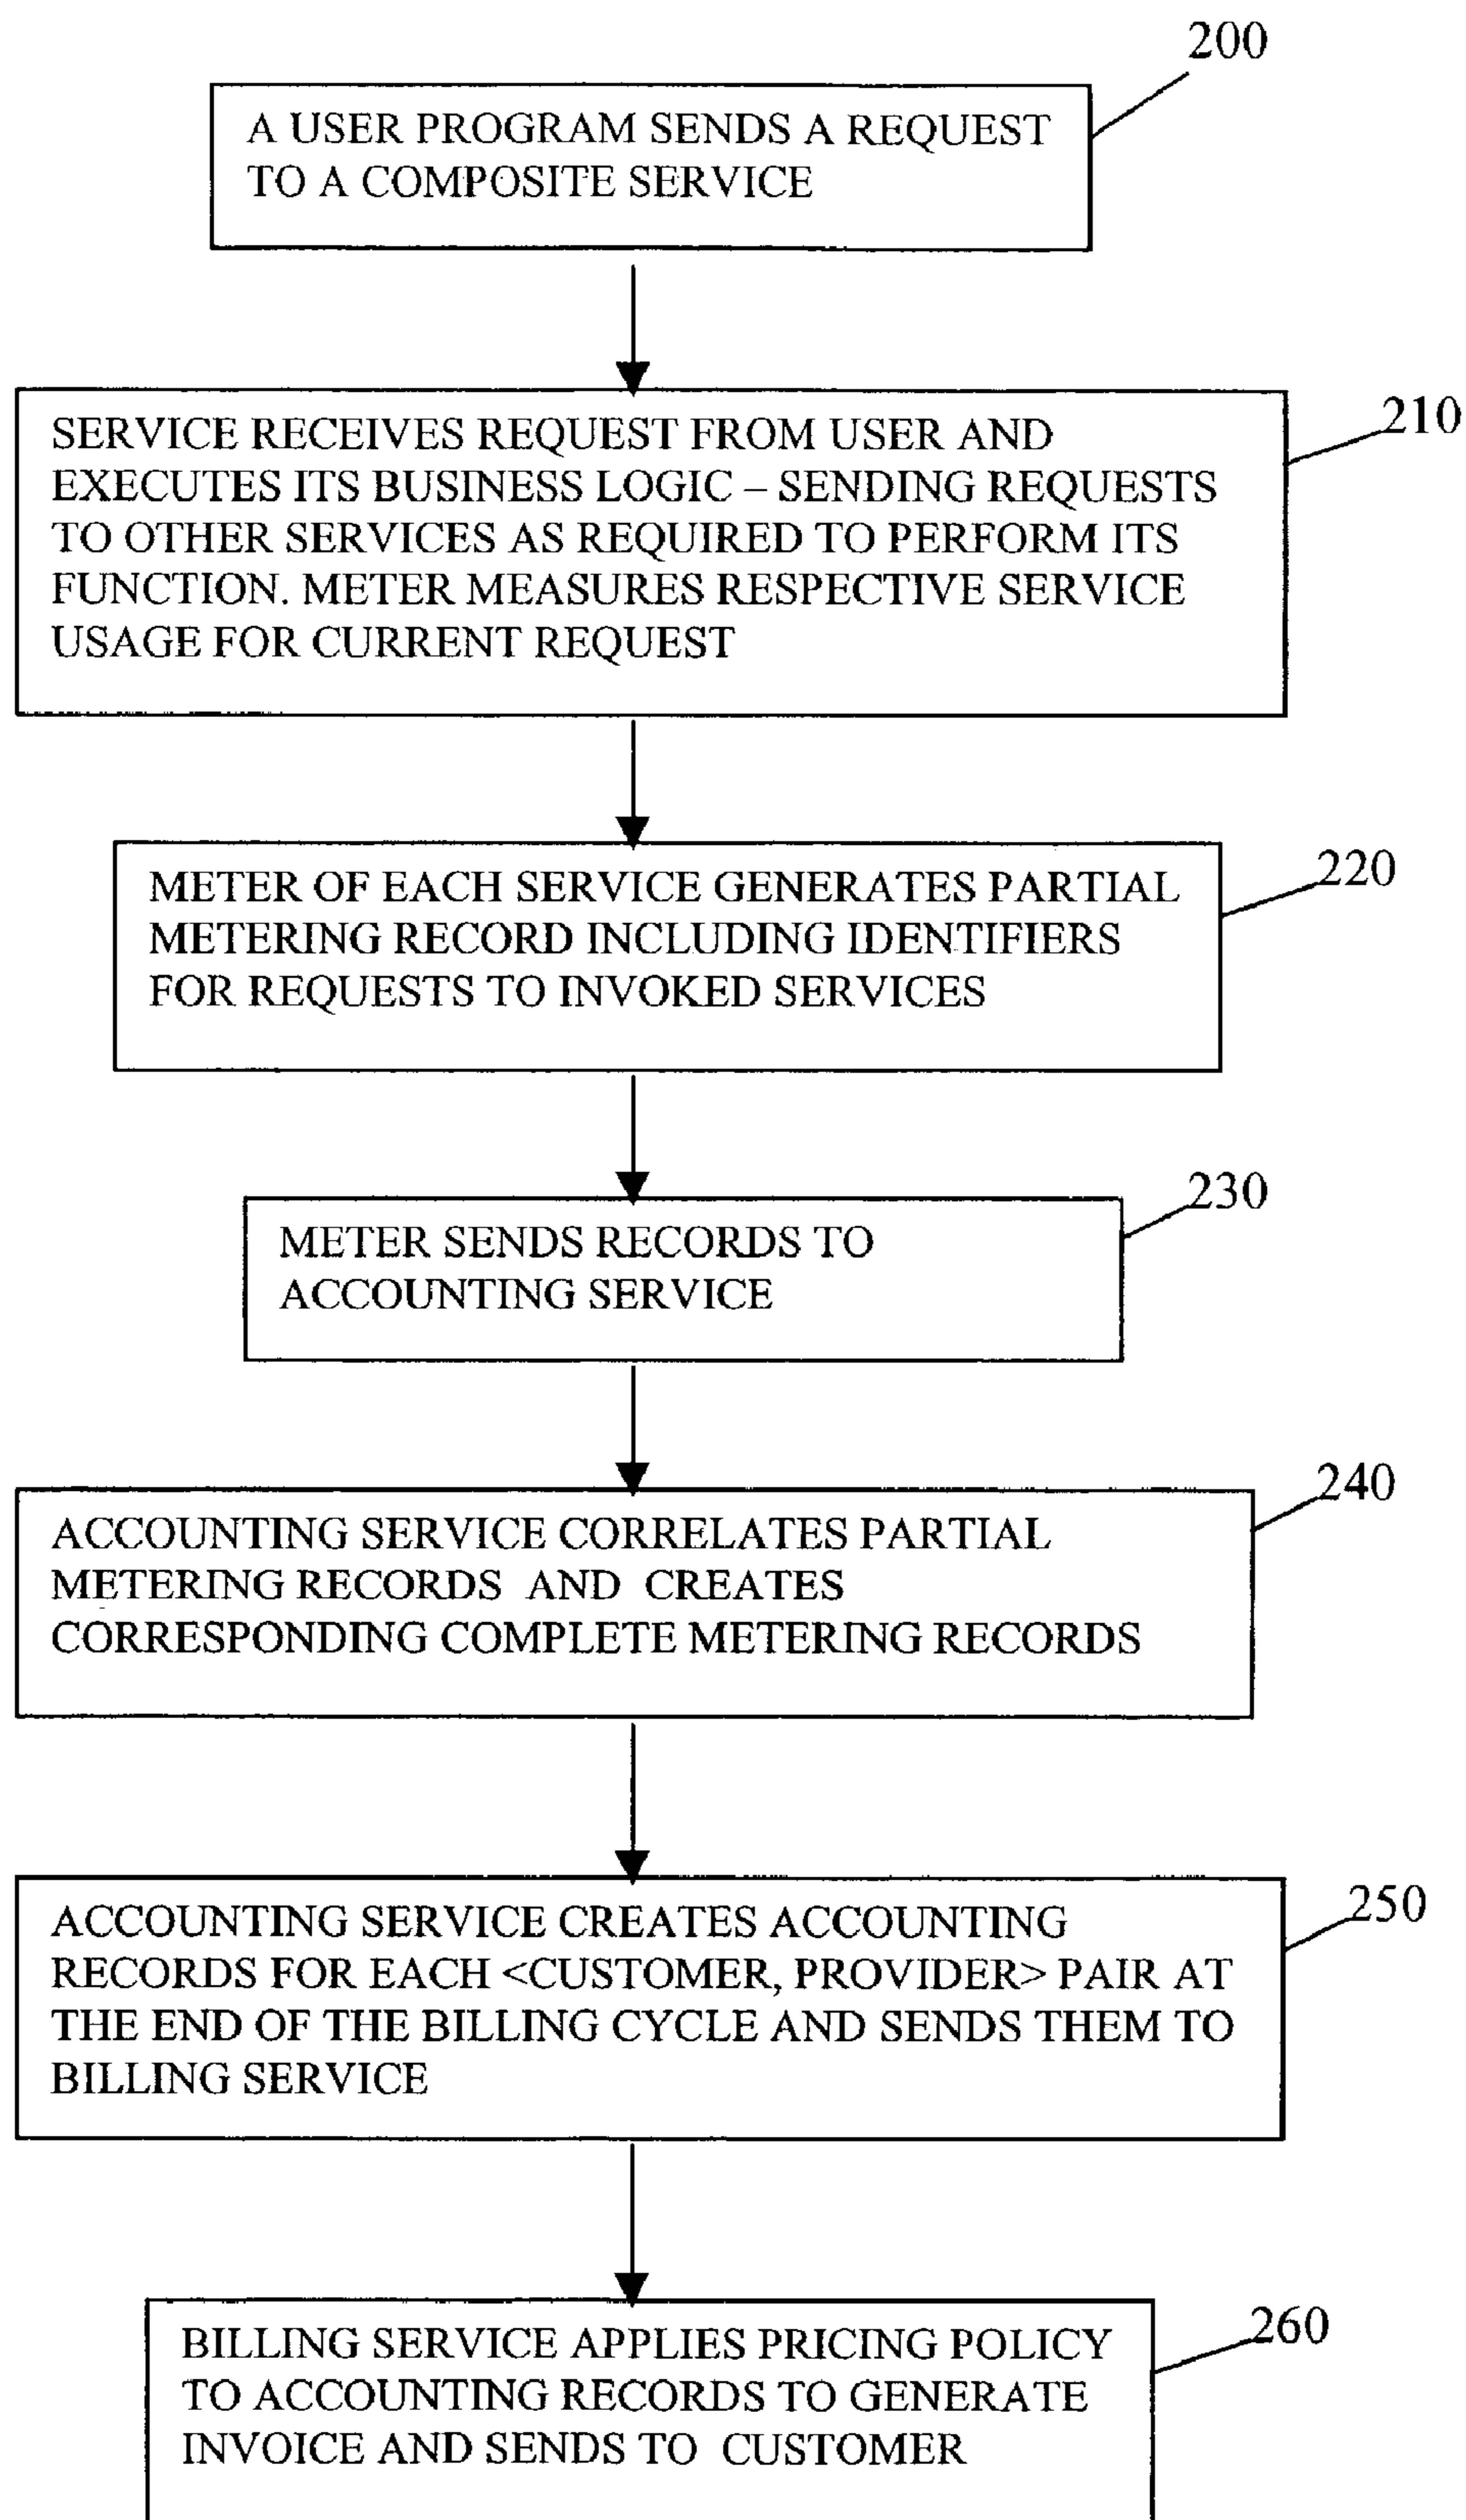 200
A USER PROGRAM SENDS A REQUEST
TO A COMPOSITE SERVICE
210
SERVICE RECEIVES REQUEST FROM USER AND
EXECUTES ITS BUSINESS LOGIC – SENDING REQUESTS
TO OTHER SERVICES AS REQUIRED TO PERFORM ITS
FUNCTION. METER MEASURES RESPECTIVE SERVICE
USAGE FOR CURRENT REQUEST
220
METER OF EACH SERVICE GENERATES PARTIAL
METERING RECORD INCLUDING IDENTIFIERS
FOR REQUESTS TO INVOKED SERVICES
230
METER SENDS RECORDS TO
ACCOUNTING SERVICE
240
ACCOUNTING SERVICE CORRELATES PARTIAL
METERING RECORDS AND CREATES
CORRESPONDING COMPLETE METERING RECORDS
250
ACCOUNTING SERVICE CREATES ACCOUNTING
RECORDS FOR EACH <CUSTOMER, PROVIDER> PAIR AT
THE END OF THE BILLING CYCLE AND SENDS THEM TO
BILLING SERVICE
260
BILLING SERVICE APPLIES PRICING POLICY
TO ACCOUNTING RECORDS TO GENERATE
INVOICE AND SENDS TO CUSTOMER